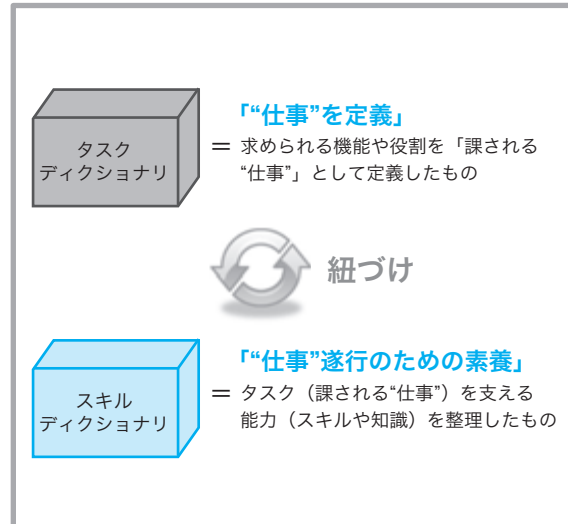 タスク
ディクショナリ
「“仕事”を定義」
＝ 求められる機能や役割を「課される
“仕事”」として定義したもの
紐づけ
スキル
ディクショナリ
「“仕事”遂行のための素養」
＝ タスク（課される“仕事”）を支える
能力（スキルや知識）を整理したもの